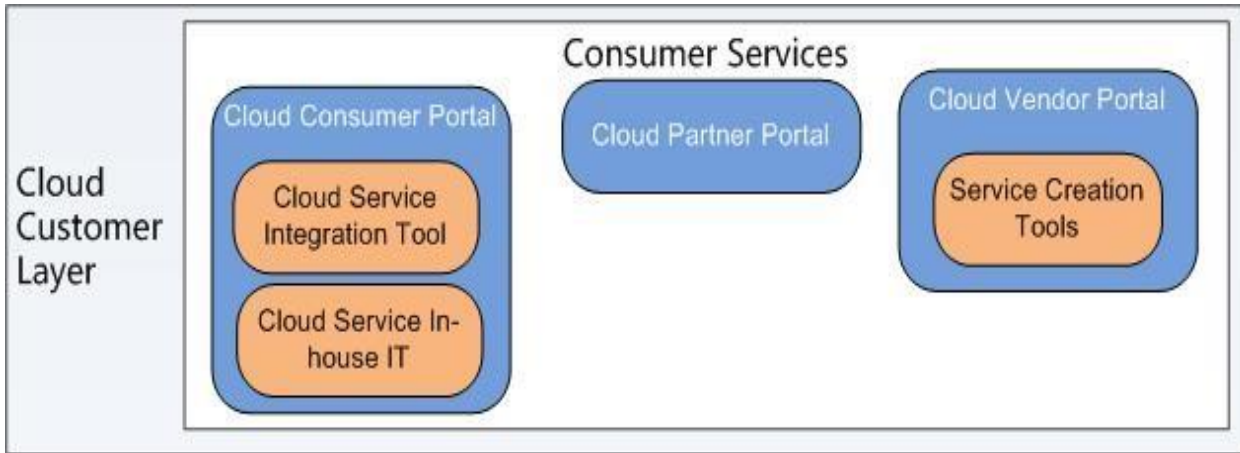 Consumer Services
Cloud
Customer
Layer
Cloud Consumer Portal
Cloud Service
Integration Tool
Cloud Service In-
house IT
Cloud Partner Portal
Cloud Vendor Portal
Service Creation
Tools